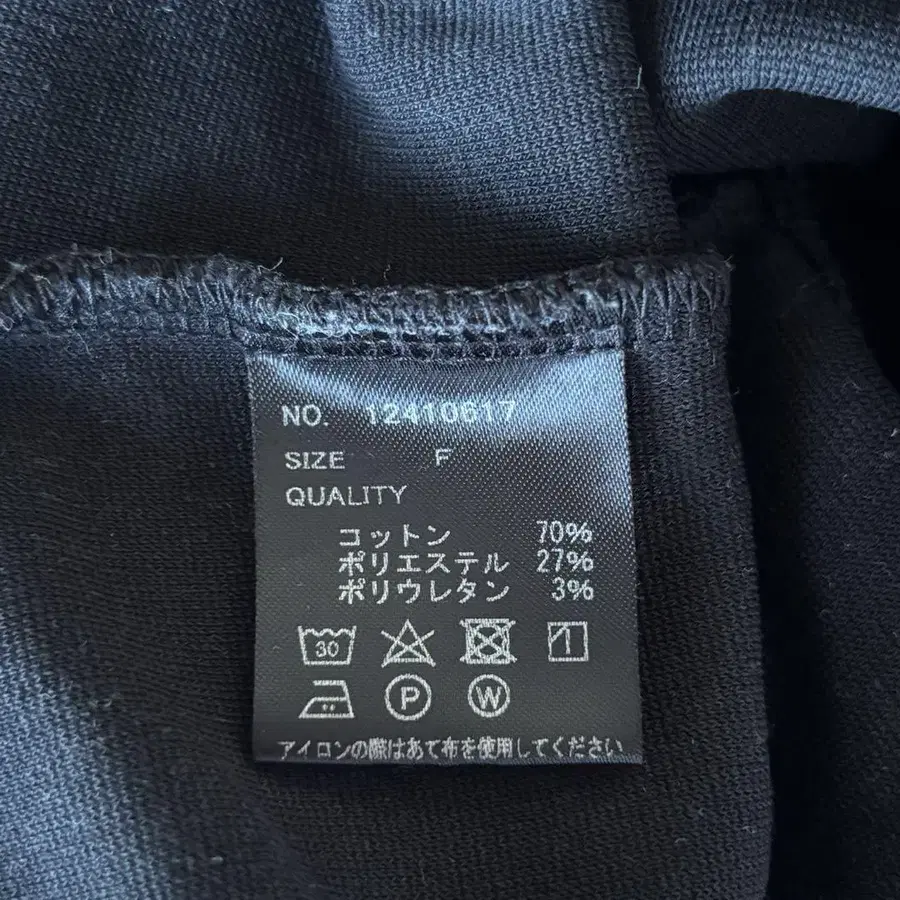 NO. 12410617
SIZE F
QUALITY
コットン 70%
ポリエステル 27%
ポリウレタン 3%
30
P W
アイロンの際はあて布を使用してください